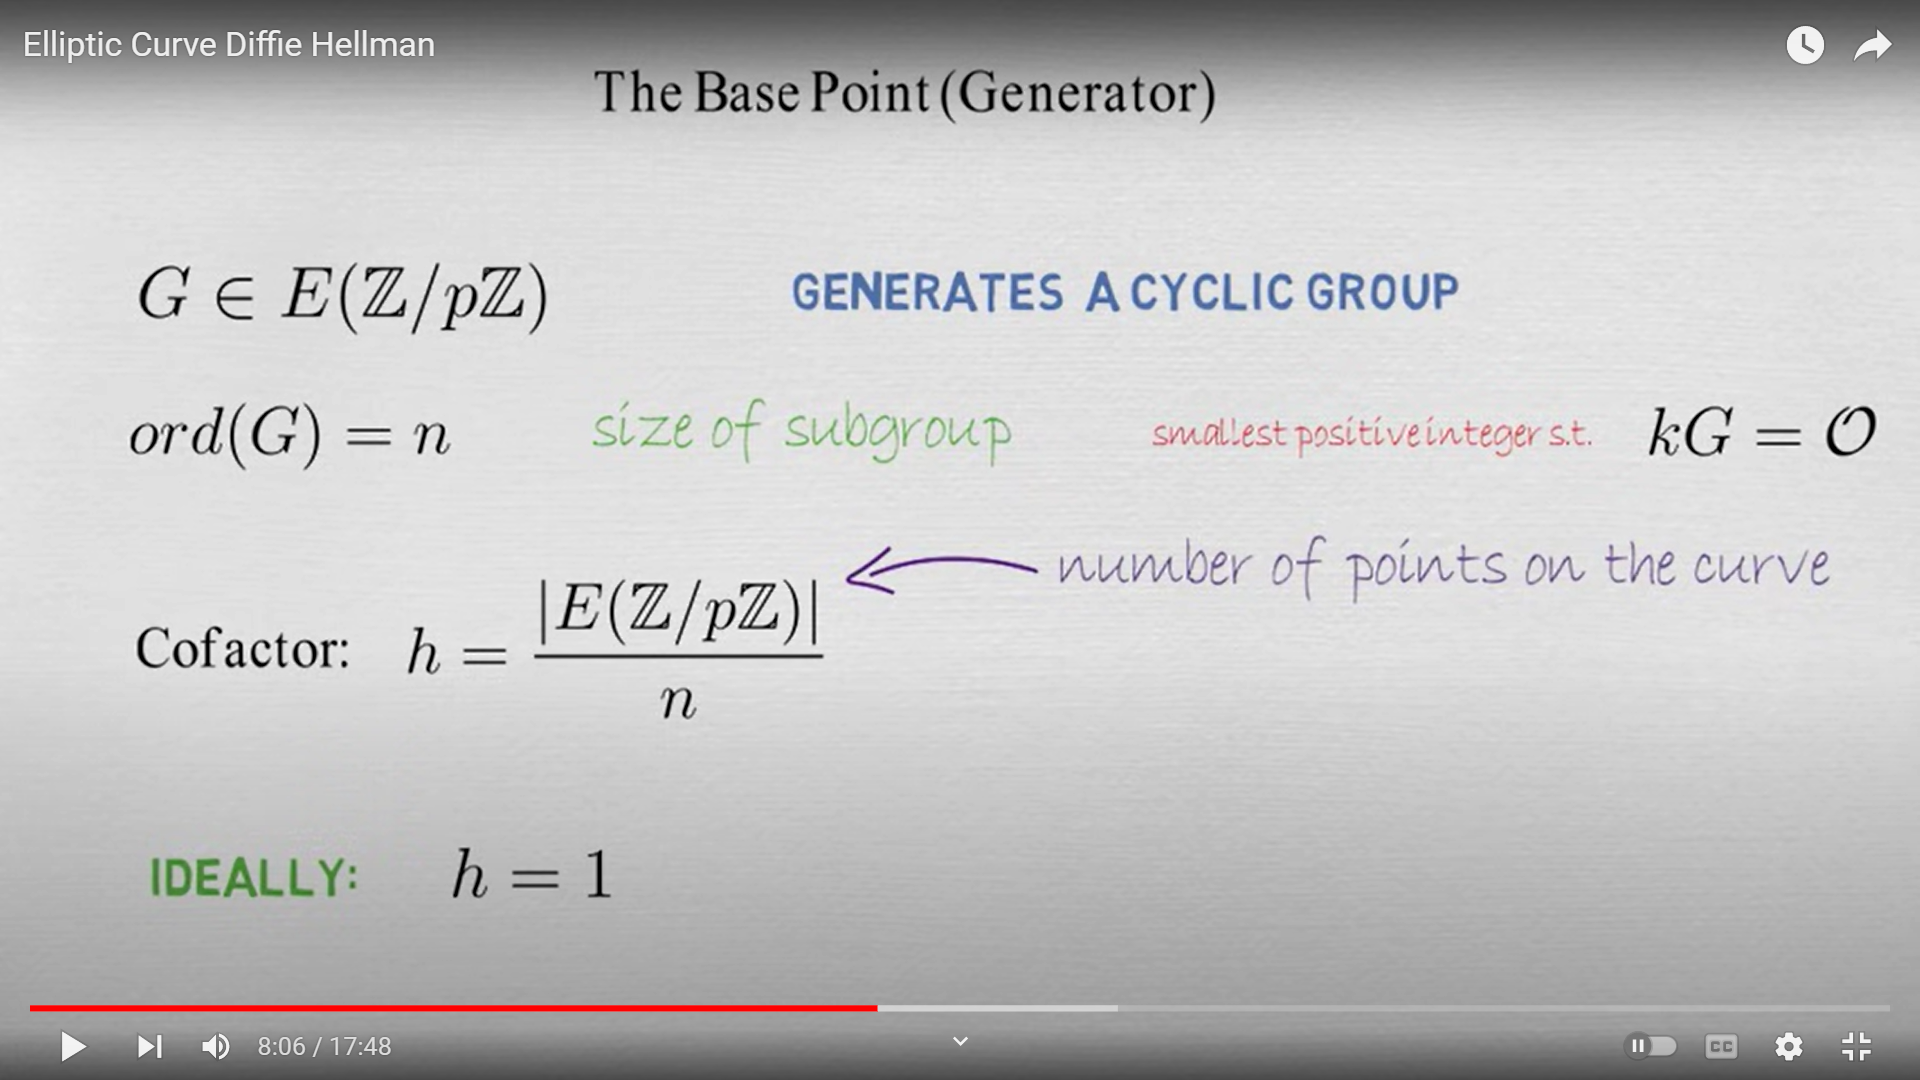 Elliptic Curve Diffie Hellman
The Base Point (Generator)
G ∈ E(ℤ/pℤ) GENERATES A CYCLIC GROUP
ord(G) = n size of subgroup smallest positive integer s.t. kG = 𝒪
number of points on the curve
Cofactor: h = |E(ℤ/pℤ)| / n
IDEALLY: h = 1
8:06 / 17:48
CC